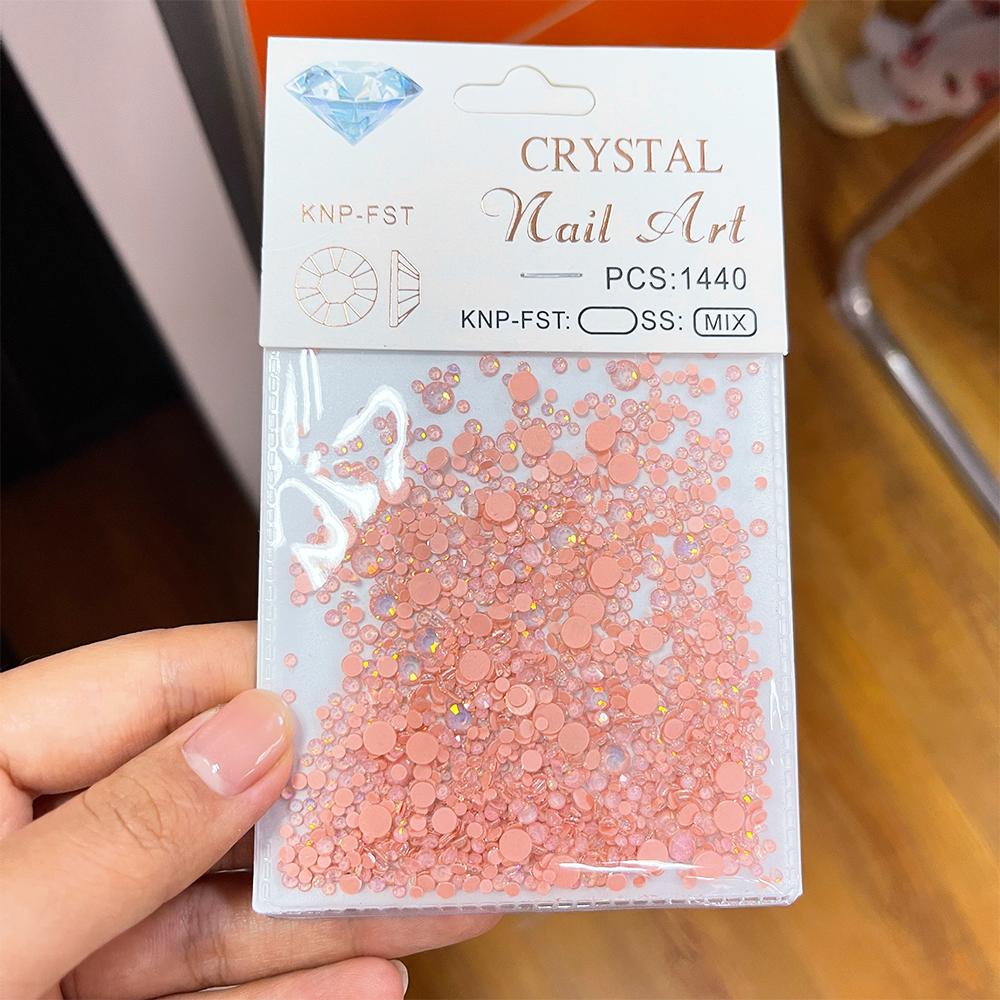 CRYSTAL
Nail Art
KNP-FST
PCS:1440
KNP-FST: SS: MIX